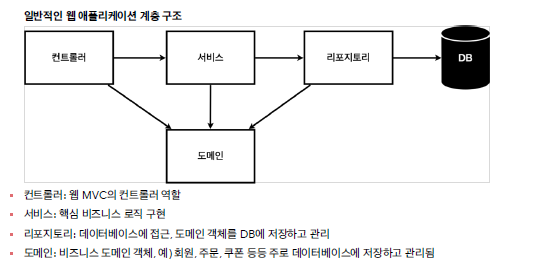 일반적인 웹 애플리케이션 계층 구조
컨트롤러
서비스
리포지토리
DB
도메인
컨트롤러: 웹 MVC의 컨트롤러 역할
서비스: 핵심 비즈니스 로직 구현
리포지토리: 데이터베이스에 접근, 도메인 객체를 DB에 저장하고 관리
도메인: 비즈니스 도메인 객체, 예) 회원, 주문, 쿠폰 등등 주로 데이터베이스에 저장하고 관리됨